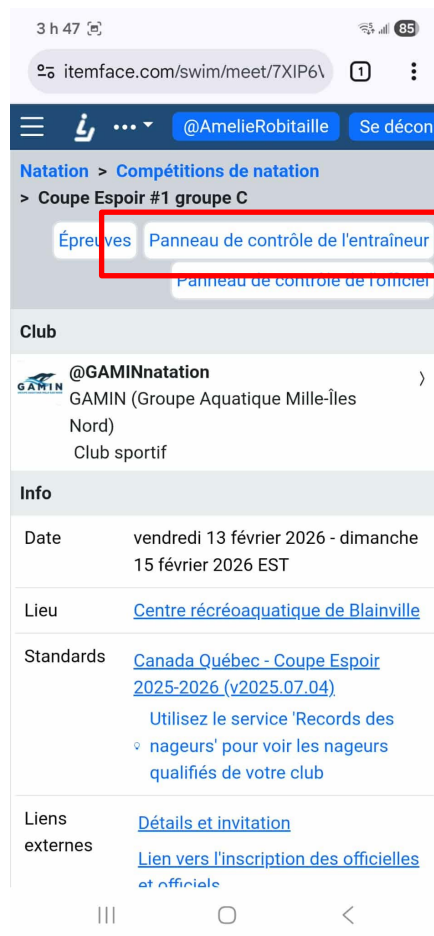 3 h 47
85
itemface.com/swim/meet/7XIP6V
1
@AmelieRobitaille Se décon
Natation > Compétitions de natation
> Coupe Espoir #1 groupe C
Épreuves Panneau de contrôle de l'entraîneur
Panneau de contrôle de l'officiel
Club
GAMIN
@GAMINnatation
GAMIN (Groupe Aquatique Mille-Îles
Nord)
Club sportif
Info
Date vendredi 13 février 2026 - dimanche
15 février 2026 EST
Lieu Centre récréoaquatique de Blainville
Standards Canada Québec - Coupe Espoir
2025-2026 (v2025.07.04)
Utilisez le service 'Records des
nageurs' pour voir les nageurs
qualifiés de votre club
Liens
externes
Détails et invitation
Lien vers l'inscription des officielles
et officiels